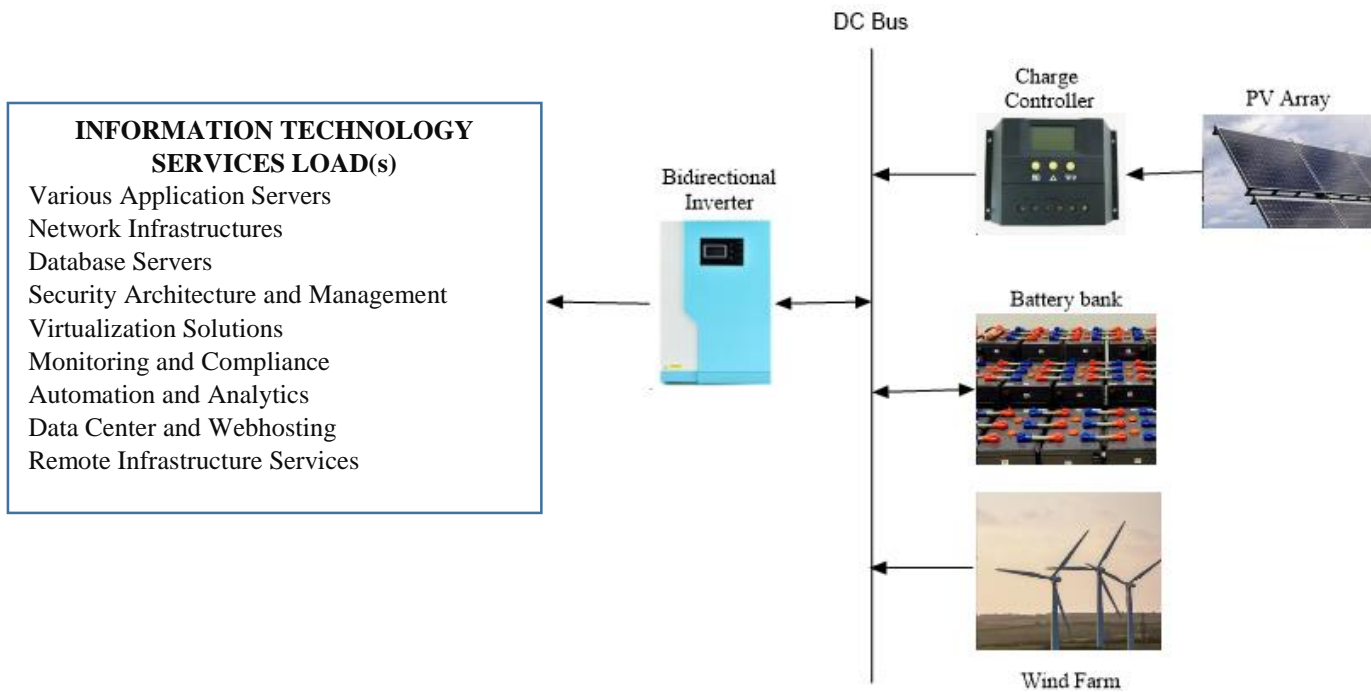 DC Bus
INFORMATION TECHNOLOGY
SERVICES LOAD(s)
Various Application Servers
Network Infrastructures
Database Servers
Security Architecture and Management
Virtualization Solutions
Monitoring and Compliance
Automation and Analytics
Data Center and Webhosting
Remote Infrastructure Services
Bidirectional
Inverter
Charge
Controller
PV Array
Battery bank
Wind Farm